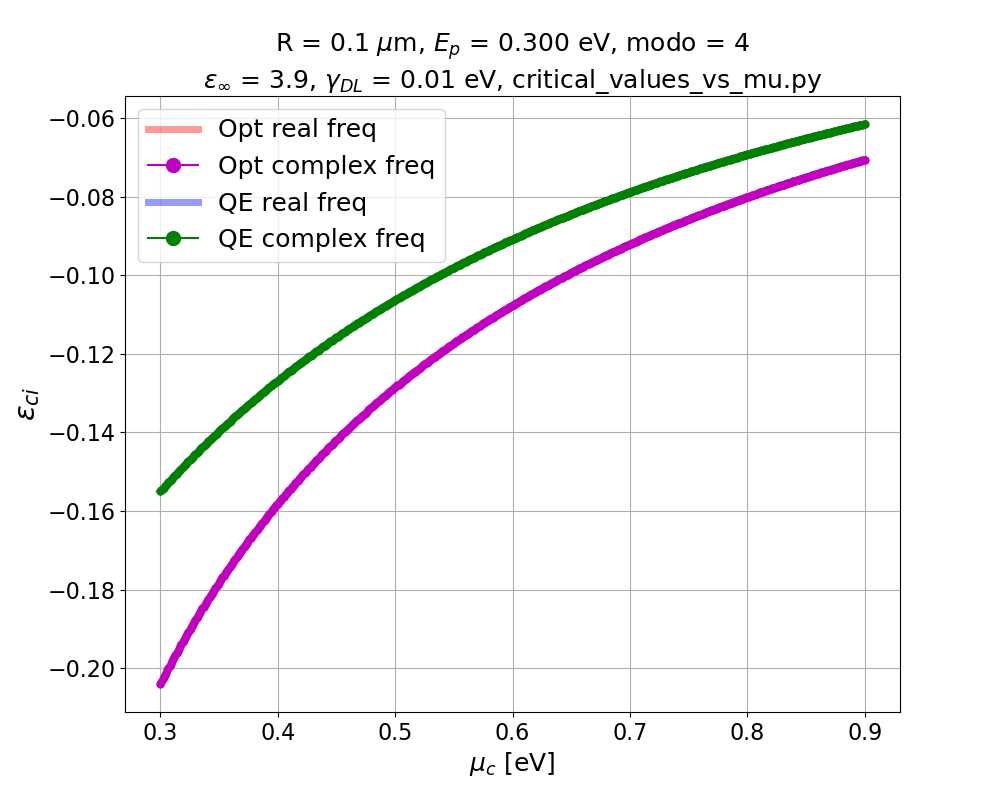 R = 0.1 μm, E_p = 0.300 eV, modo = 4
ε_∞ = 3.9, γ_DL = 0.01 eV, critical_values_vs_mu.py
Opt real freq
Opt complex freq
QE real freq
QE complex freq
−0.06
−0.08
−0.10
−0.12
−0.14
−0.16
−0.18
−0.20
ε_ci
0.3 0.4 0.5 0.6 0.7 0.8 0.9
μ_c [eV]